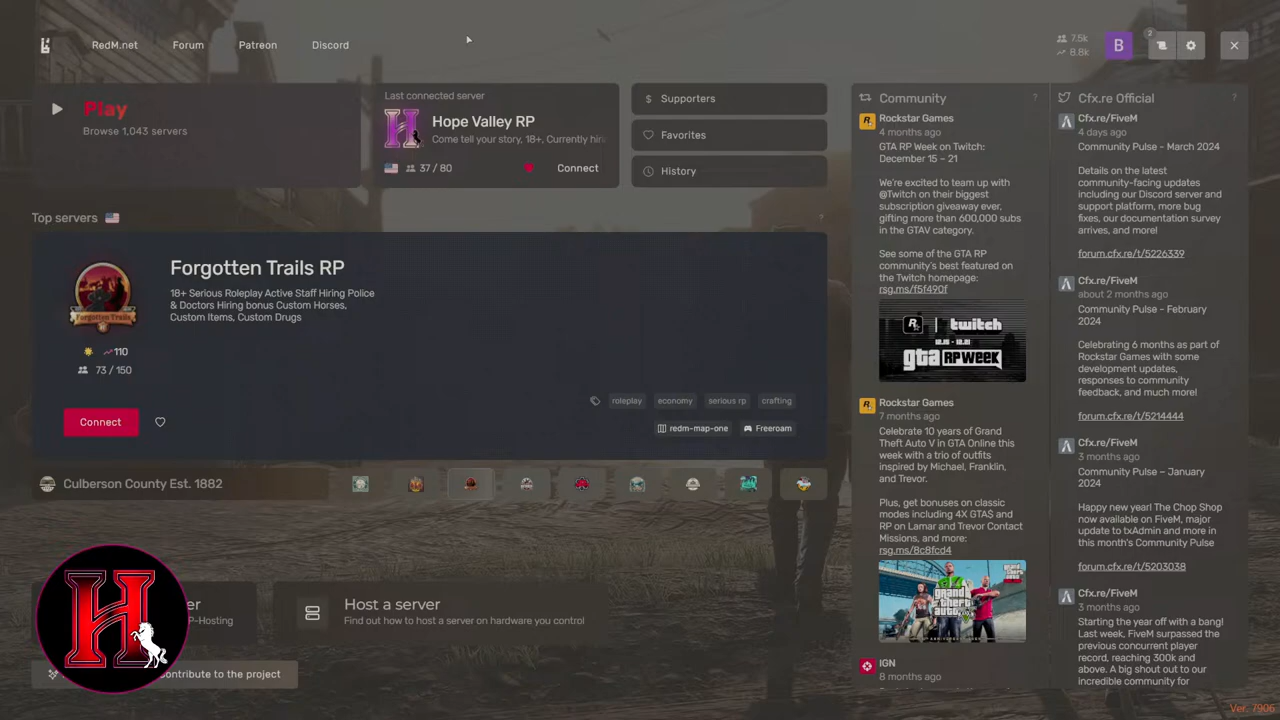 RedM.net
Forum
Patreon
Discord
7.5k
8.8k
B
2
Play
Browse 1,043 servers
Last connected server
Hope Valley RP
Come tell your story, 18+, Currently hirin
37 / 80
Connect
Supporters
Favorites
History
Top servers
?
Forgotten Trails RP
18+ Serious Roleplay Active Staff Hiring Police
& Doctors Hiring bonus Custom Horses,
Custom Items, Custom Drugs
Forgotten Trails
110
73 / 150
Connect
roleplay
economy
serious rp
crafting
redm-map-one
Freeroam
Culberson County Est. 1882
H
er
P-Hosting
Host a server
Find out how to host a server on hardware you control
ontribute to the project
Community
?
Rockstar Games
4 months ago
GTA RP Week on Twitch:
December 15 – 21
We're excited to team up with
@Twitch on their biggest
subscription giveaway ever,
gifting more than 600,000 subs
in the GTAV category.
See some of the GTA RP
community's best featured on
the Twitch homepage:
rsg.ms/f5f490f
R
twitch
12.15 - 12.21
gta RP WEEK
Rockstar Games
7 months ago
Celebrate 10 years of Grand
Theft Auto V in GTA Online this
week with a trio of outfits
inspired by Michael, Franklin,
and Trevor.
Plus, get bonuses on classic
modes including 4X GTA$ and
RP on Lamar and Trevor Contact
Missions, and more:
rsg.ms/8c8fcd4
grand
theft
auto
IGN
8 months ago
Cfx.re Official
?
Cfx.re/FiveM
4 days ago
Community Pulse - March 2024
Details on the latest
community-facing updates
including our Discord server and
support platform, more bug
fixes, our documentation survey
arrives, and more!
forum.cfx.re/t/5226339
Cfx.re/FiveM
about 2 months ago
Community Pulse - February
2024
Celebrating 6 months as part of
Rockstar Games with some
development updates,
responses to community
feedback, and much more!
forum.cfx.re/t/5214444
Cfx.re/FiveM
3 months ago
Community Pulse – January
2024
Happy new year! The Chop Shop
now available on FiveM, major
update to txAdmin and more in
this month's Community Pulse
forum.cfx.re/t/5203038
Cfx.re/FiveM
3 months ago
Starting the year off with a bang!
Last week, FiveM surpassed the
previous concurrent player
record, reaching 300k and
above. A big shout out to our
incredible community for
Ver. 7906